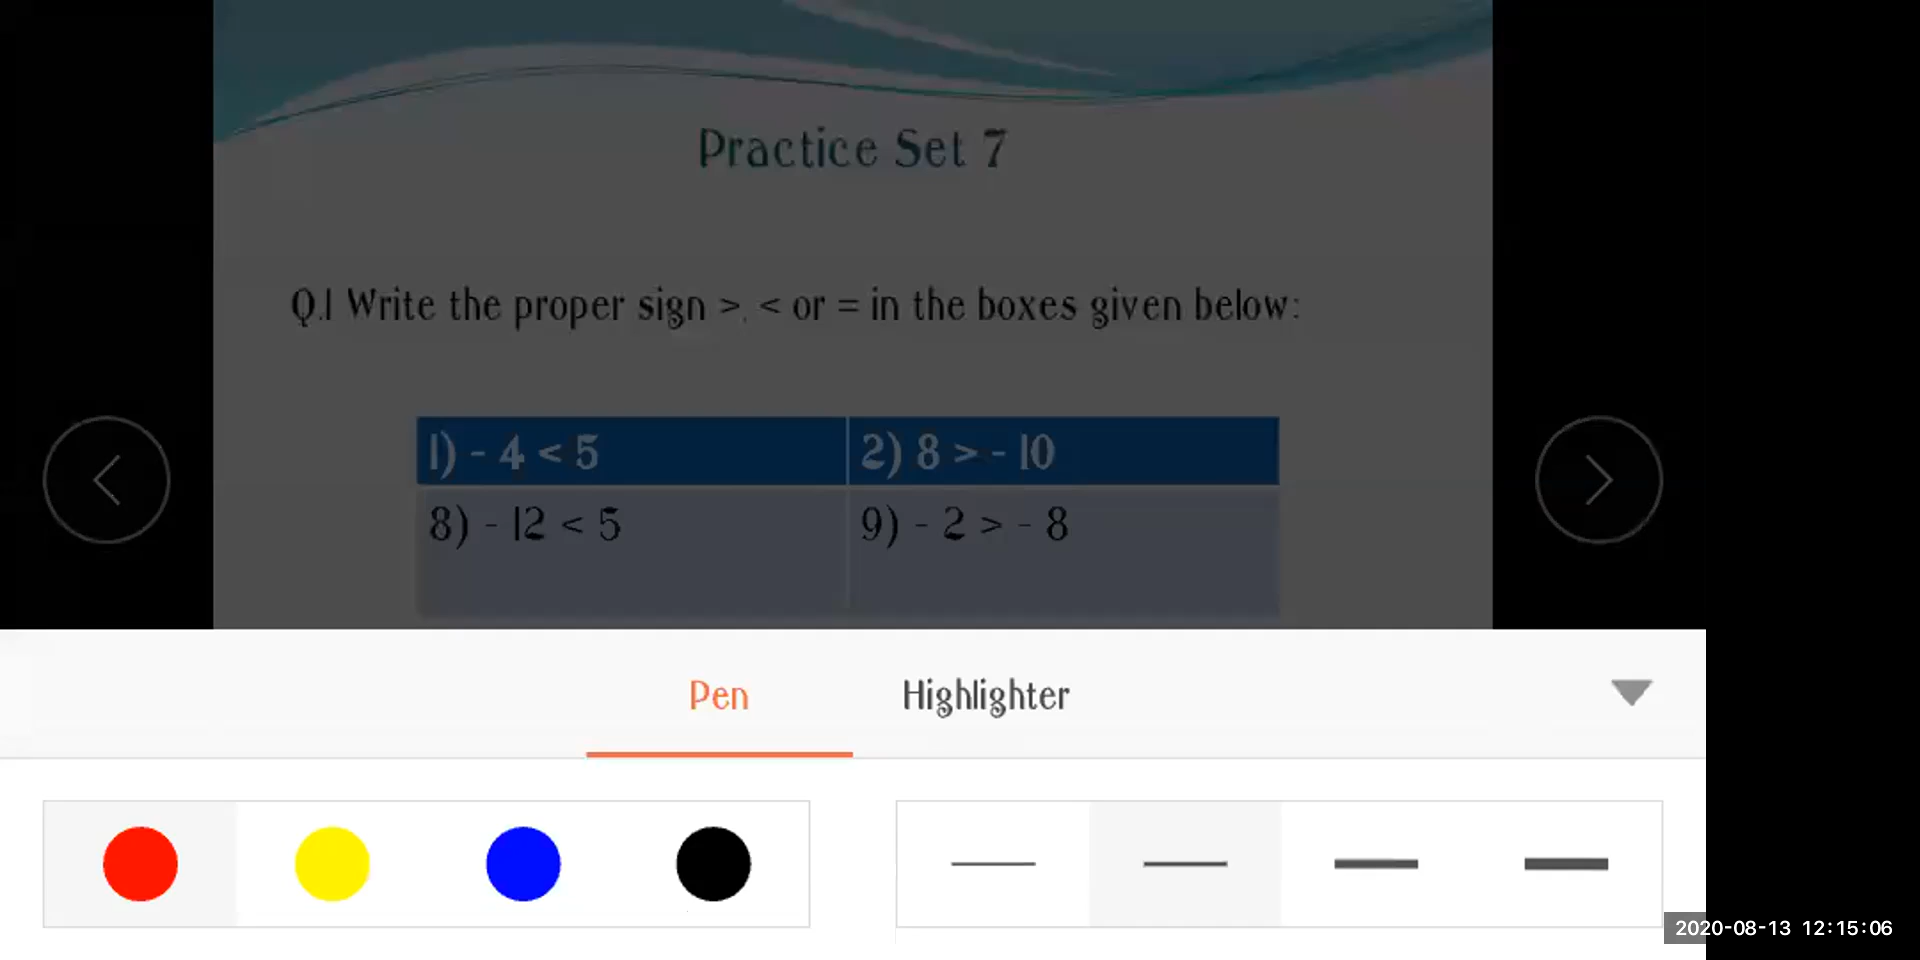 Practice Set 7
Q.1 Write the proper sign >, < or = in the boxes given below:
1) - 4 < 5
2) 8 > - 10
8) - 12 < 5
9) - 2 > - 8
Pen
Highlighter
2020-08-13 12:15:06